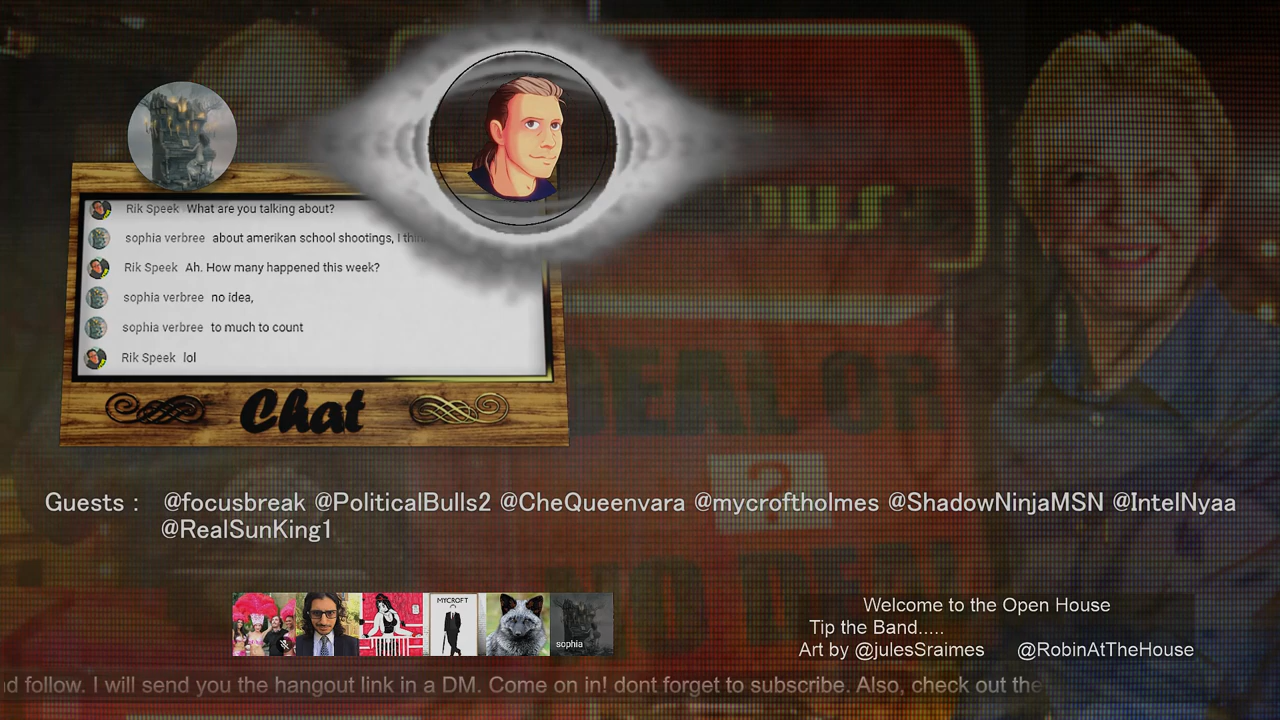 Rik Speek What are you talking about?
sophia verbree about amerikan school shootings, I
Rik Speek Ah. How many happened this week?
sophia verbree no idea,
sophia verbree to much to count
Rik Speek lol
Chat
DEAL OR
?
NO DEAL
Guests : @focusbreak @PoliticalBulls2 @CheQueenvara @mycroftholmes @ShadowNinjaMSN @IntelNyaa
@RealSunKing1
MYCROFT
sophia
Welcome to the Open House
Tip the Band.....
Art by @julesSraimes @RobinAtTheHouse
follow. I will send you the hangout link in a DM. Come on in! dont forget to subscribe. Also, check out the